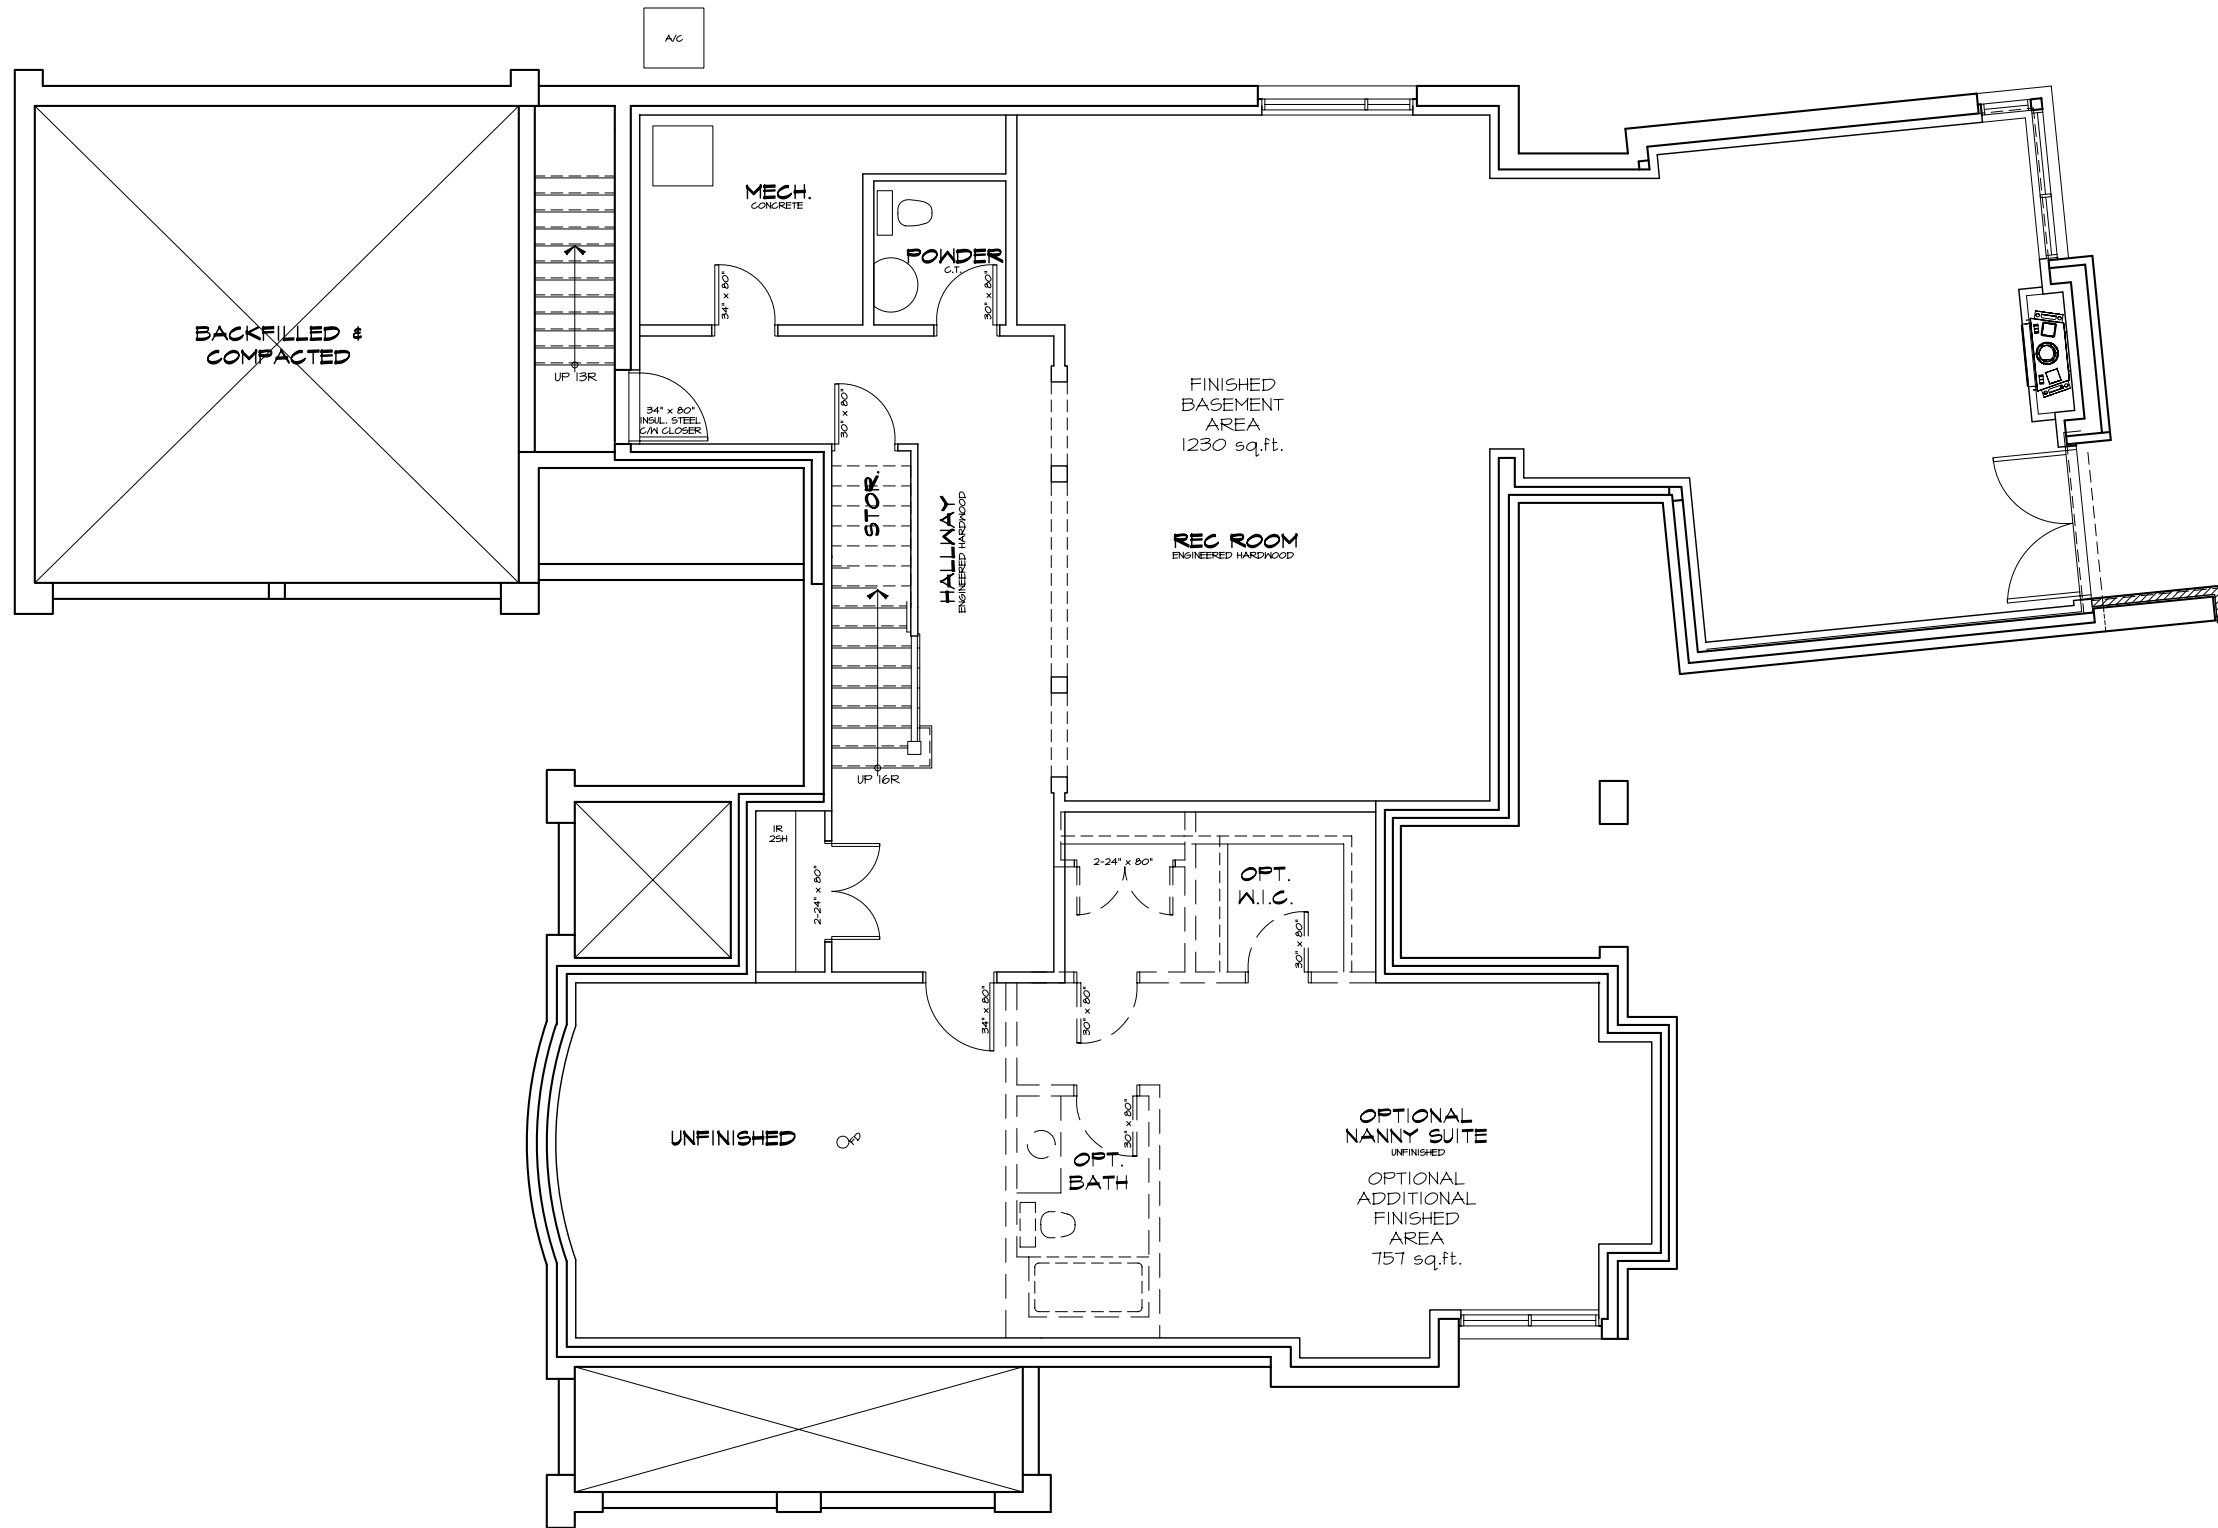 A/C
MECH.
CONCRETE
POWDER
C.T.
34" x 80"
30" x 80"
BACKFILLED &
COMPACTED
UP 13R
34" x 80"
INSUL. STEEL
C/W CLOSER
30" x 80"
FINISHED
BASEMENT
AREA
1230 sq.ft.
STOR.
HALLWAY
ENGINEERED HARDWOOD
REC ROOM
ENGINEERED HARDWOOD
UP 16R
1R
2SH
2-24" x 80"
2-24" x 80"
OPT.
W.I.C.
30" x 80"
34" x 80"
30" x 80"
UNFINISHED
FD
30" x 80"
OPT.
BATH
OPTIONAL
NANNY SUITE
UNFINISHED
OPTIONAL
ADDITIONAL
FINISHED
AREA
757 sq.ft.